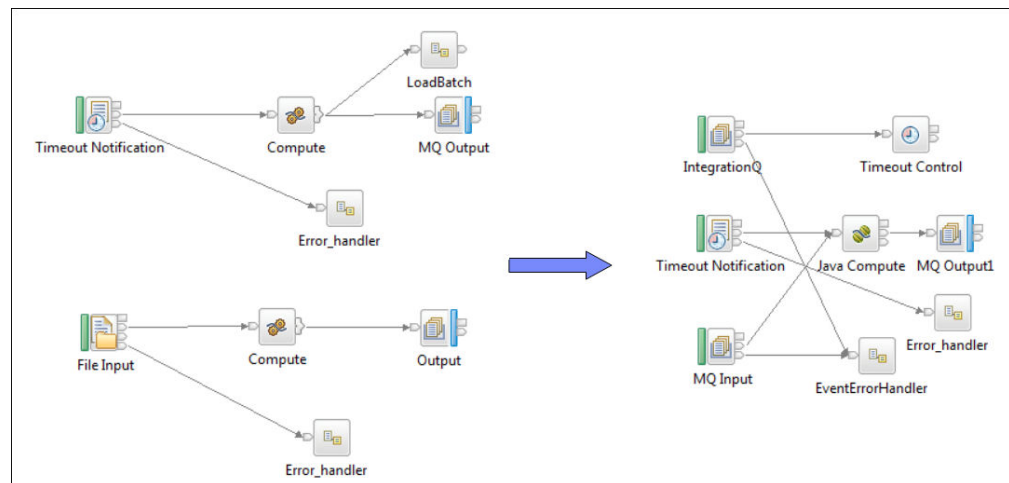 LoadBatch
Timeout Notification
Compute
MQ Output
Error_handler
File Input
Compute
Output
Error_handler
IntegrationQ
Timeout Control
Timeout Notification
Java Compute
MQ Output1
Error_handler
MQ Input
EventErrorHandler